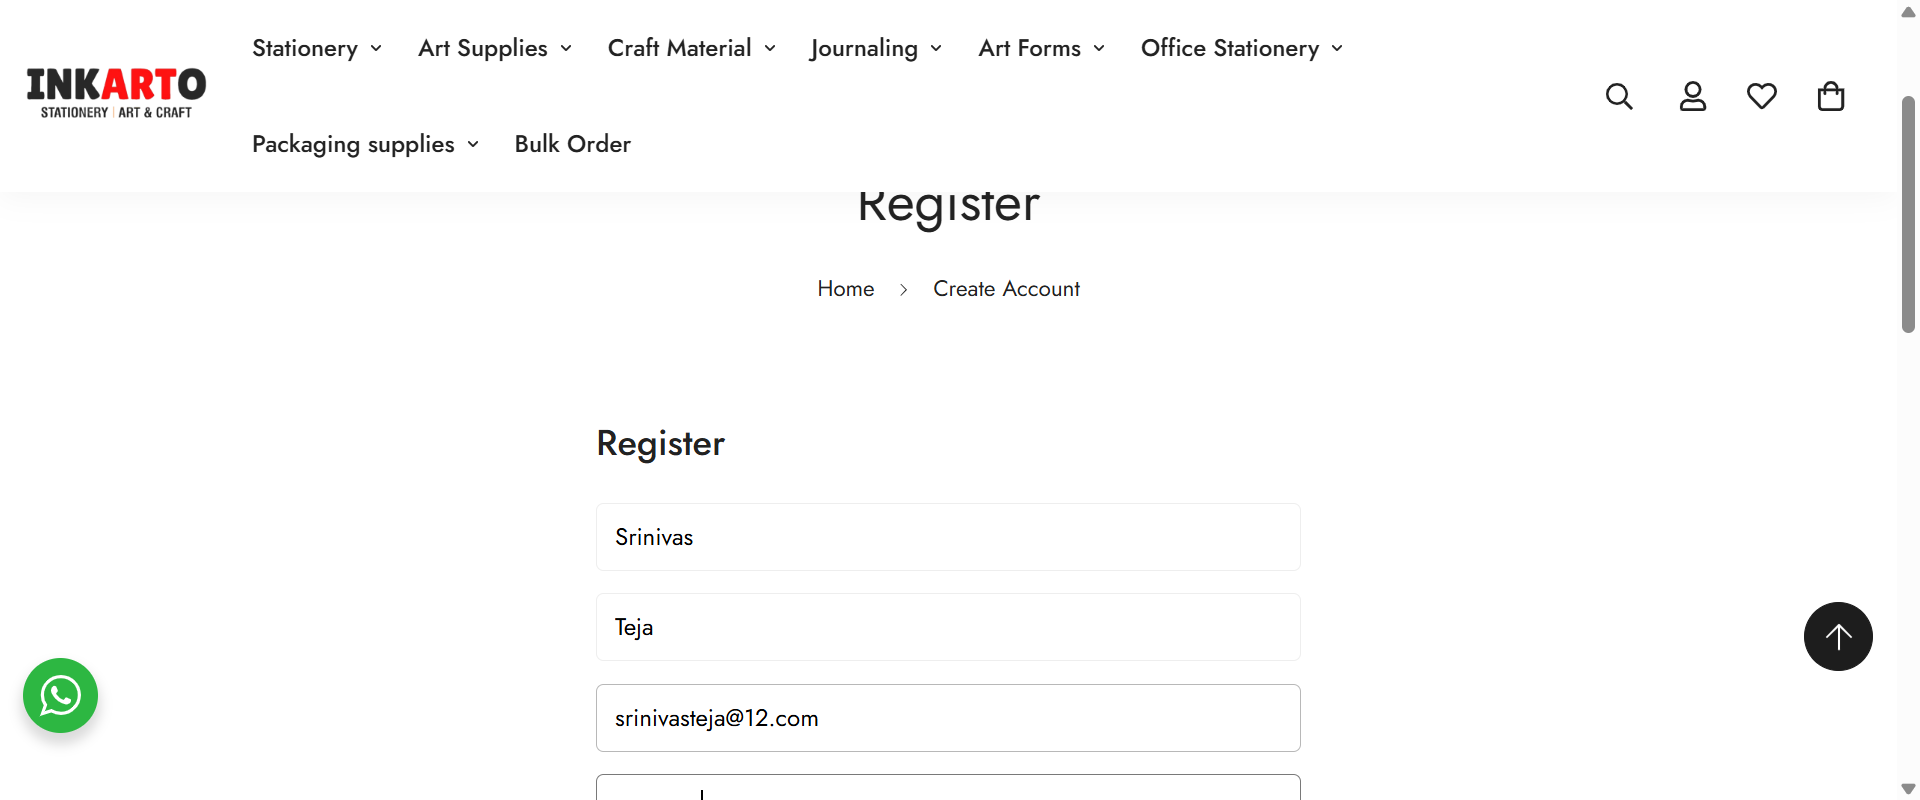 Stationery Art Supplies Craft Material Journaling Art Forms Office Stationery
INKARTO
STATIONERY | ART & CRAFT
Packaging supplies Bulk Order
Register
Home > Create Account
Register
Srinivas
Teja
srinivasteja@12.com